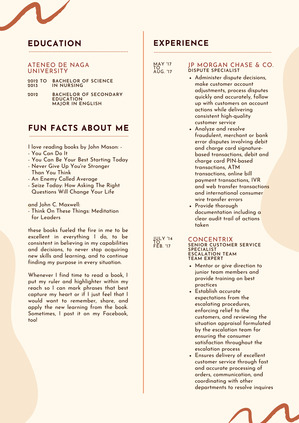 EDUCATION
ATENEO DE NAGA
UNIVERSITY
2012 TO
2013
BACHELOR OF SCIENCE
IN NURSING
2012
BACHELOR OF SECONDARY
EDUCATION
MAJOR IN ENGLISH
FUN FACTS ABOUT ME
I love reading books by John Mason: -
- You Can Do It
- You Can Be Your Best Starting Today
- Never Give Up-You're Stronger
Than You Think
- An Enemy Called Average
- Seize Today: How Asking The Right
Questions Will Change Your Life
and John C. Maxwell:
- Think On These Things: Meditation
for Leaders
these books fueled the fire in me to be
excellent in everything I do, to be
consistent in believing in my capabilities
and decisions, to never stop acquiring
new skills and learning, and to continue
finding my purpose in every situation.
Whenever I find time to read a book, I
put my ruler and highlighter within my
reach so I can mark phrases that best
capture my heart or if I just feel that I
would want to remember, share, and
apply the new learning from the book.
Sometimes, I post it on my Facebook,
too!
EXPERIENCE
MAY '17
TO
AUG. '17
JP MORGAN CHASE & CO.
DISPUTE SPECIALIST
• Administer dispute decisions,
make customer account
adjustments, process disputes
quickly and accurately, follow
up with customers on account
actions while delivering
consistent high-quality
customer service
• Analyze and resolve
fraudulent, merchant or bank
error disputes involving debit
and charge card signature-
based transactions, debit and
charge card PIN-based
transactions, ATM
transactions, online bill
payment transactions, IVR
and web transfer transactions
and international consumer
wire transfer errors
• Provide thorough
documentation including a
clear audit trail of actions
taken
JULY '14
TO
FEB. '17
CONCENTRIX
SENIOR CUSTOMER SERVICE
SPECIALIST
ESCALATION TEAM
TEAM EXPERT
• Mentor or give direction to
junior team members and
provide training on best
practices
• Establish accurate
expectations from the
escalating procedures,
enforcing relief to the
customers, and reviewing the
situation appraisal formulated
by the escalation team for
ensuring the consumer
satisfaction throughout the
escalation process
• Ensures delivery of excellent
customer service through fast
and accurate processing of
orders, communication, and
coordinating with other
departments to resolve inquires